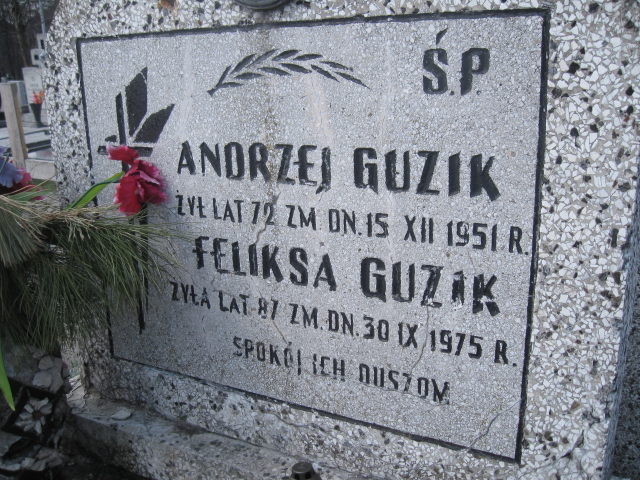 Ś.P.
ANDRZEJ GUZIK
ŻYŁ LAT 72 ZM DN. 15 XII 1951 R.
FELIKSA GUZIK
ŻYŁA LAT 87 ZM. DN. 30 IX 1975 R.
SPOKÓJ ICH DUSZOM